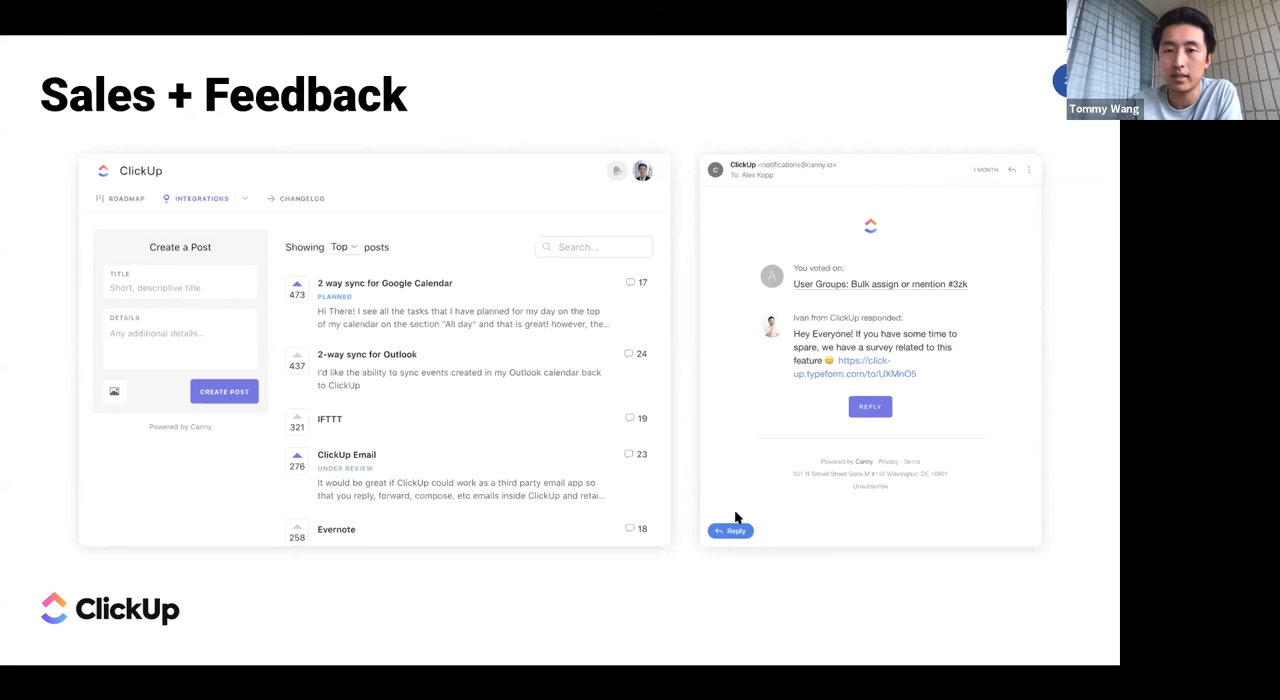 Sales + Feedback
Tommy Wang
ClickUp
ROADMAP
INTEGRATIONS
CHANGELOG
Create a Post
TITLE
Short, descriptive title
DETAILS
Any additional details...
CREATE POST
Powered by Canny
Showing Top posts
Search...
473
2 way sync for Google Calendar
17
PLANNED
Hi There! I see all the tasks that I have planned for my day on the top
of my calendar on the section "All day" and that is great! however, the...
437
2-way sync for Outlook
24
I'd like the ability to sync events created in my Outlook calendar back
to ClickUp
321
IFTTT
19
276
ClickUp Email
23
UNDER REVIEW
It would be great if ClickUp could work as a third party email app so
that you reply, forward, compose, etc emails inside ClickUp and retai...
258
Evernote
18
C
ClickUp <notifications@canny.io>
To: Alex Kopp
1 MONTH
A
You voted on:
User Groups: Bulk assign or mention #3zk
Ivan from ClickUp responded:
Hey Everyone! If you have some time to
spare, we have a survey related to this
feature 😄 https://click-
up.typeform.com/to/UXMnO5
REPLY
Powered by Canny · Privacy · Terms
Wilmington, DE 19801
Unsubscribe
Reply
ClickUp